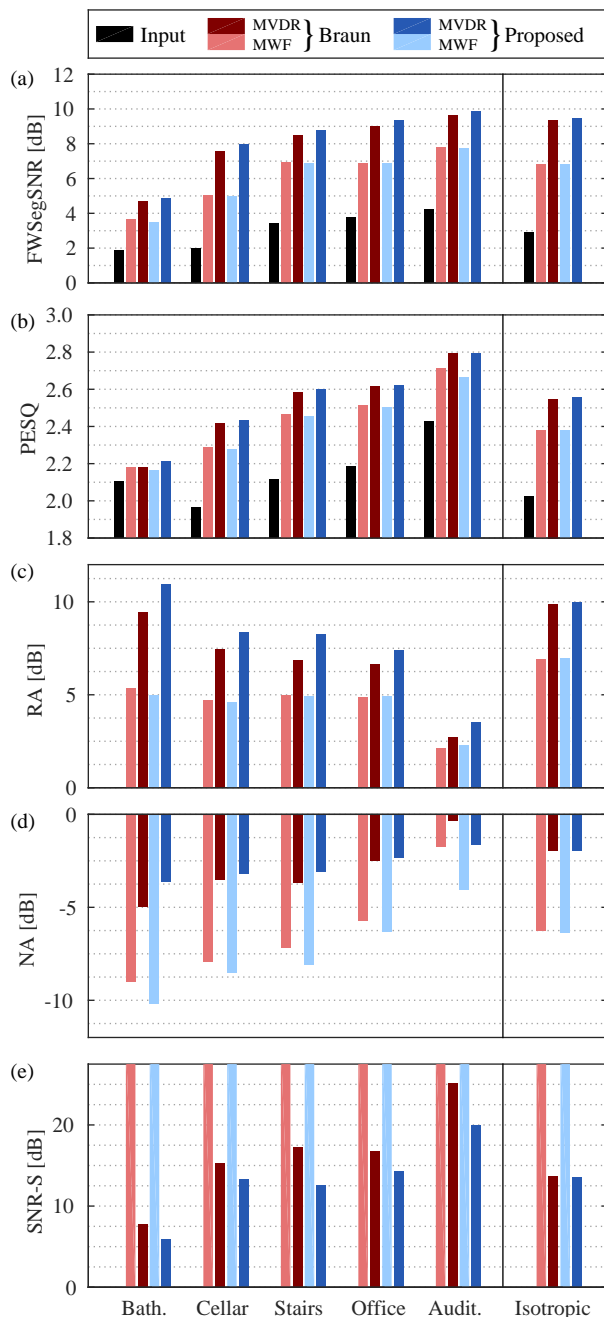 Input MVDR MWF } Braun MVDR MWF } Proposed
(a)
FWSegSNR [dB]
12
10
8
6
4
2
0
(b)
PESQ
3.0
2.8
2.6
2.4
2.2
2.0
1.8
(c)
RA [dB]
10
5
0
(d)
NA [dB]
0
-5
-10
(e)
SNR-S [dB]
20
10
0
Bath. Cellar Stairs Office Audit. Isotropic